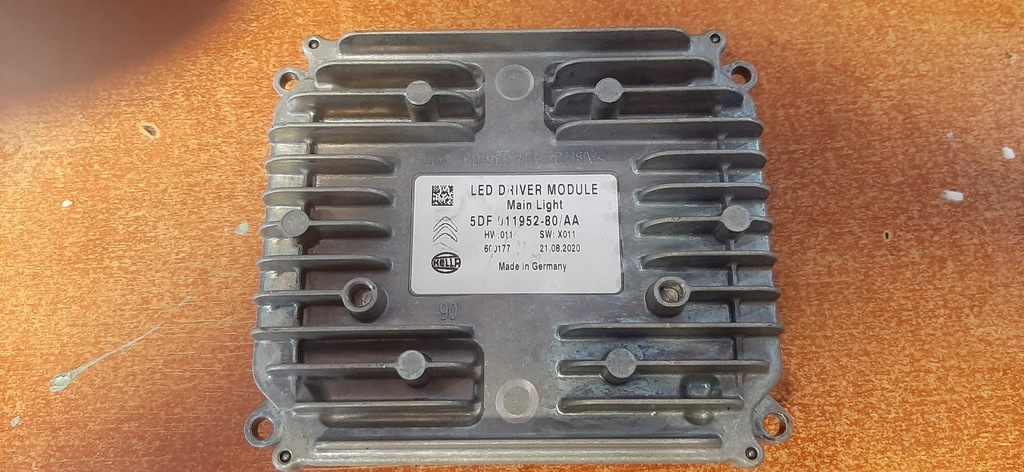 LED DRIVER MODULE
Main Light
5DF 011952-80/AA
HW:011 SW: X011
21.08.2020
HELLA
Made in Germany
90